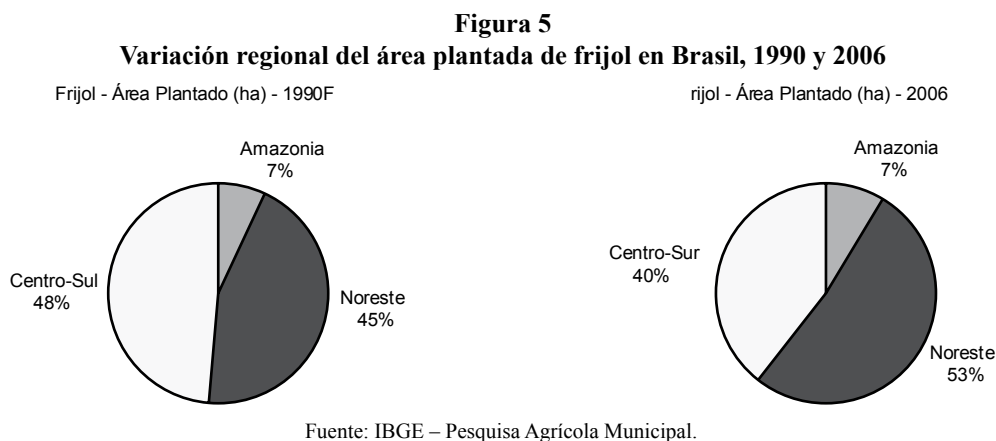 Figura 5
Variación regional del área plantada de frijol en Brasil, 1990 y 2006
Frijol - Área Plantado (ha) - 1990F
Amazonia
7%
Centro-Sul
48%
Noreste
45%
rijol - Área Plantado (ha) - 2006
Amazonia
7%
Centro-Sur
40%
Noreste
53%
Fuente: IBGE – Pesquisa Agrícola Municipal.